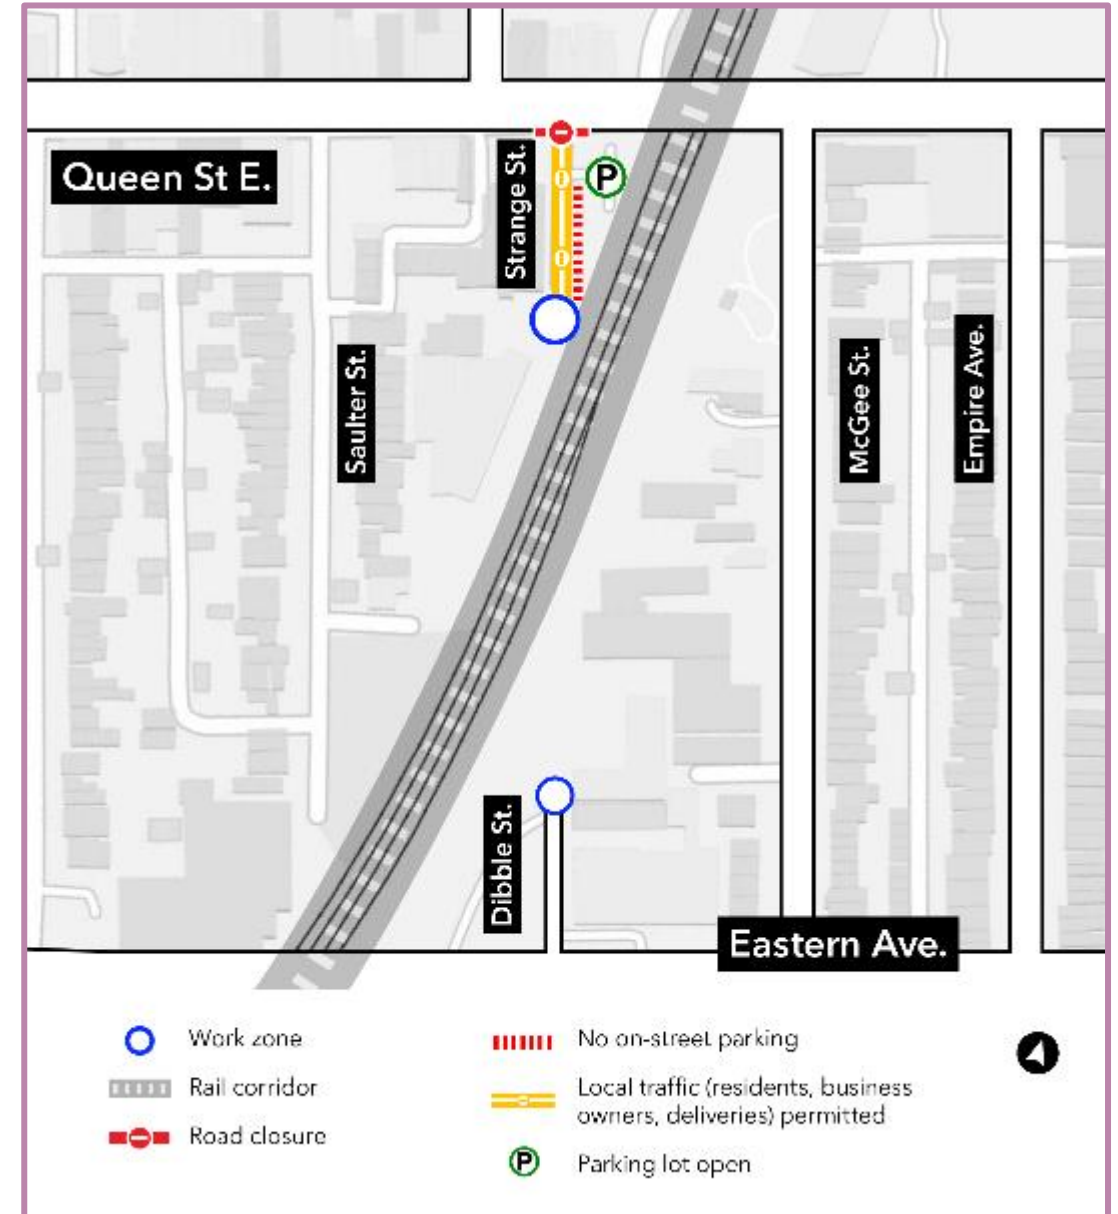 Queen St E.
Strange St.
P
Saulter St.
McGee St.
Empire Ave.
Dibble St.
Eastern Ave.
Work zone
Rail corridor
Road closure
No on-street parking
Local traffic (residents, business
owners, deliveries) permitted
P
Parking lot open